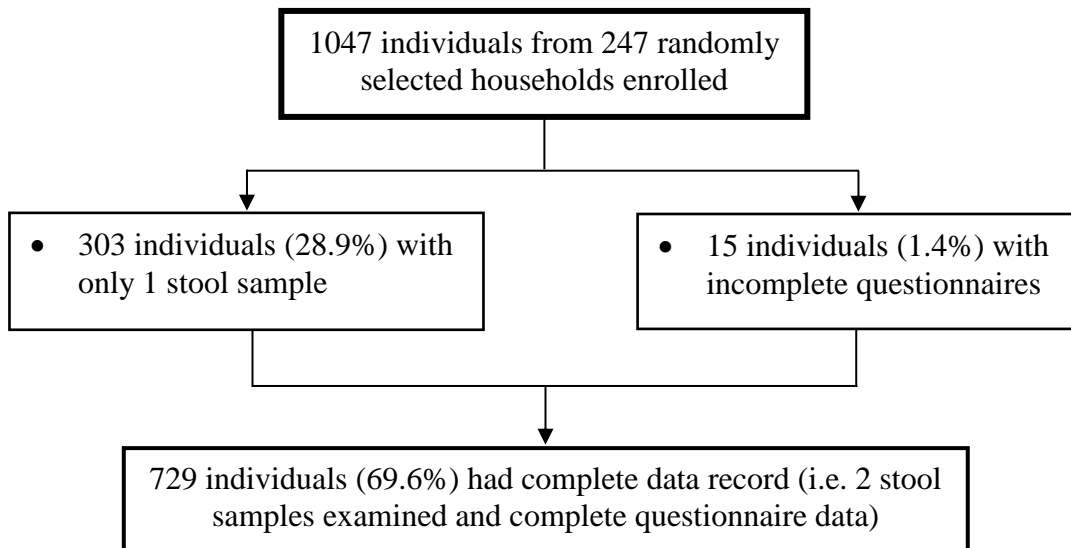 1047 individuals from 247 randomly
selected households enrolled
• 303 individuals (28.9%) with
only 1 stool sample
• 15 individuals (1.4%) with
incomplete questionnaires
729 individuals (69.6%) had complete data record (i.e. 2 stool
samples examined and complete questionnaire data)